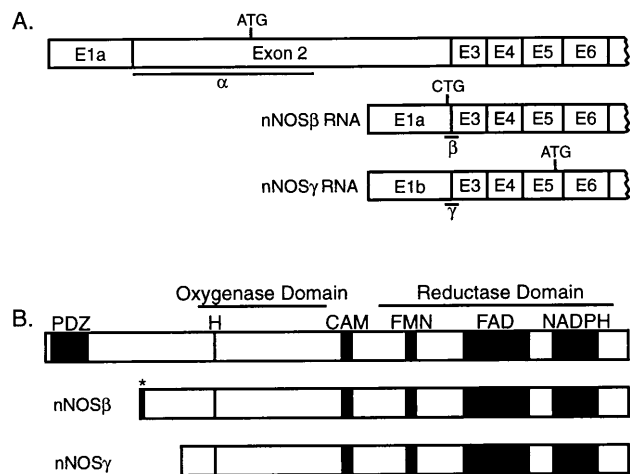 A.
ATG
E1a Exon 2 E3 E4 E5 E6
α
CTG
nNOSβ RNA E1a E3 E4 E5 E6
β
ATG
nNOSγ RNA E1b E3 E4 E5 E6
γ
Oxygenase Domain Reductase Domain
B. PDZ H CAM FMN FAD NADPH
*
nNOSβ
nNOSγ